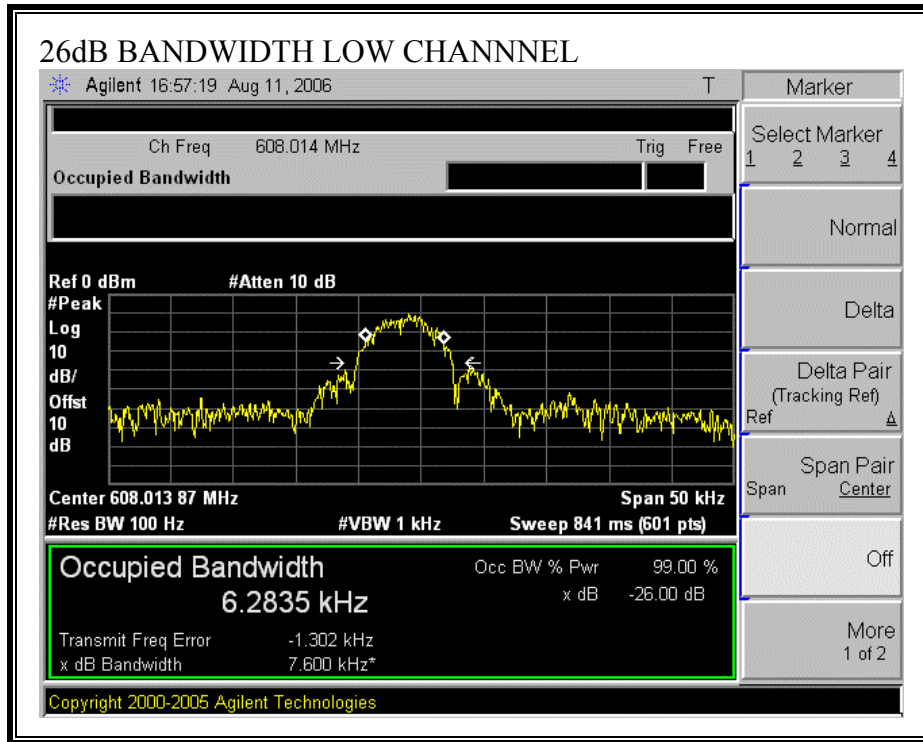 26dB BANDWIDTH LOW CHANNNEL
Agilent 16:57:19 Aug 11, 2006 T
Marker
Ch Freq 608.014 MHz Trig Free
Occupied Bandwidth
Select Marker
1 2 3 4
Normal
Delta
Delta Pair
(Tracking Ref)
Ref Δ
Span Pair
Span Center
Off
More
1 of 2
Ref 0 dBm #Atten 10 dB
#Peak
Log
10
dB/
Offst
10
dB
Center 608.013 87 MHz Span 50 kHz
#Res BW 100 Hz #VBW 1 kHz Sweep 841 ms (601 pts)
Occupied Bandwidth Occ BW % Pwr 99.00 %
6.2835 kHz x dB -26.00 dB
Transmit Freq Error -1.302 kHz
x dB Bandwidth 7.600 kHz*
Copyright 2000-2005 Agilent Technologies